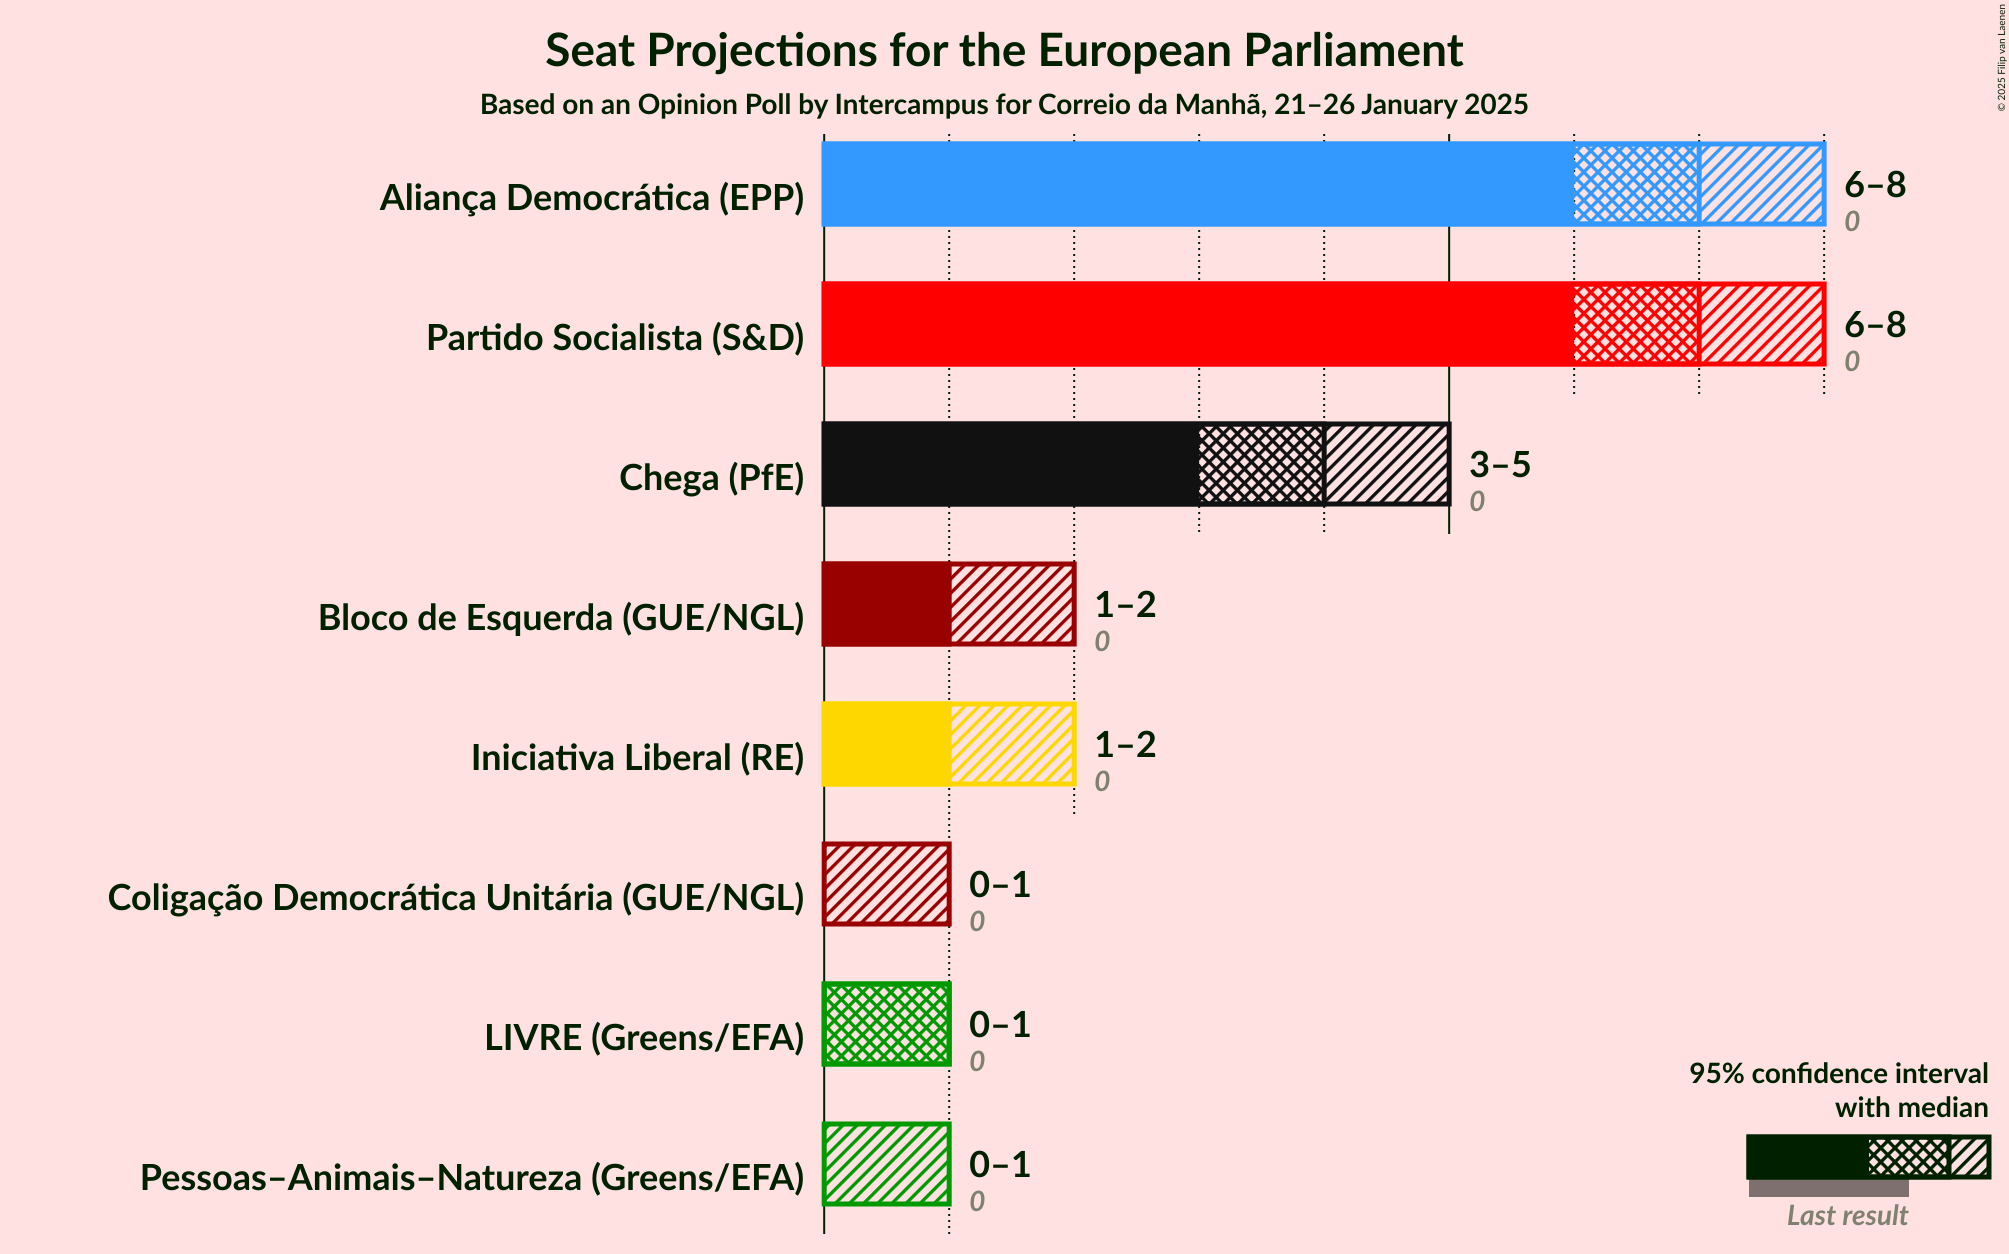 Seat Projections for the European Parliament
Based on an Opinion Poll by Intercampus for Correio da Manhã, 21–26 January 2025
© 2025 Filip van Laenen
Aliança Democrática (EPP)
6–8
0
Partido Socialista (S&D)
6–8
0
Chega (PfE)
3–5
0
Bloco de Esquerda (GUE/NGL)
1–2
0
Iniciativa Liberal (RE)
1–2
0
Coligação Democrática Unitária (GUE/NGL)
0–1
0
LIVRE (Greens/EFA)
0–1
0
Pessoas–Animais–Natureza (Greens/EFA)
0–1
0
95% confidence interval
with median
Last result